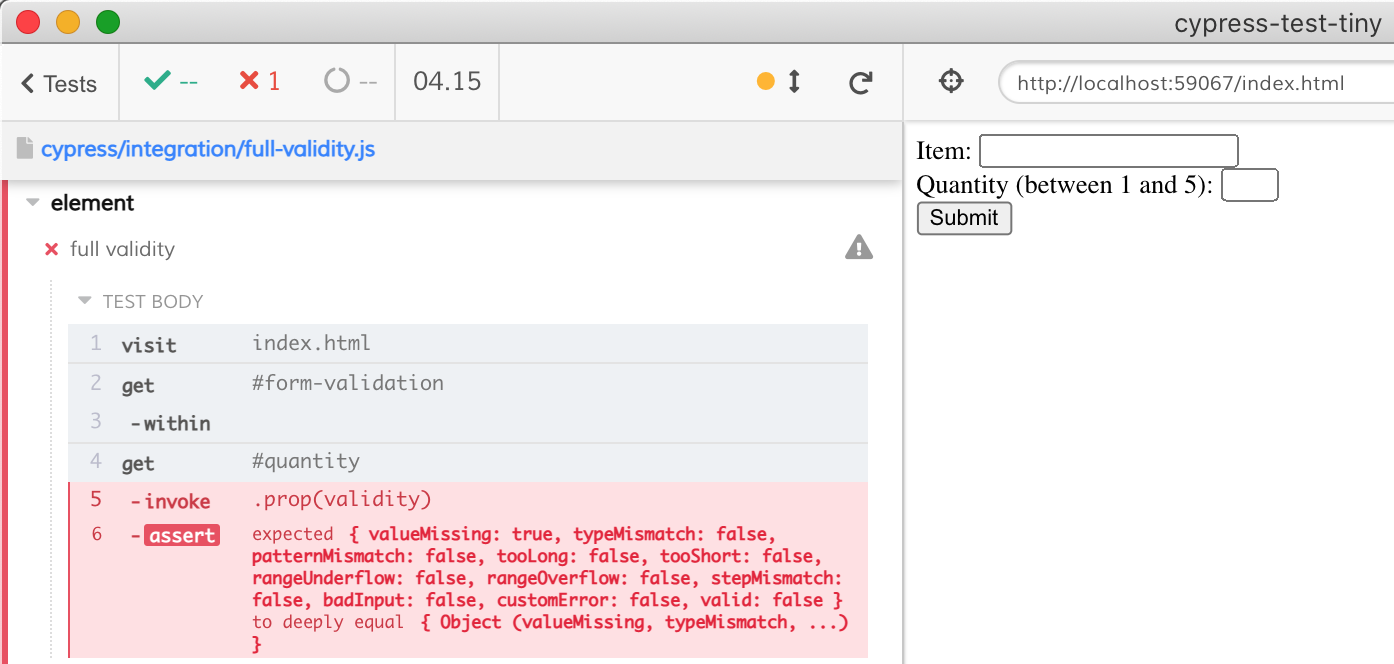 cypress-test-tiny
Tests
--
1
--
04.15
http://localhost:59067/index.html
cypress/integration/full-validity.js
element
full validity
TEST BODY
1 visit index.html
2 get #form-validation
3 -within
4 get #quantity
5 -invoke .prop(validity)
6 -assert expected { valueMissing: true, typeMismatch: false,
patternMismatch: false, tooLong: false, tooShort: false,
rangeUnderflow: false, rangeOverflow: false, stepMismatch:
false, badInput: false, customError: false, valid: false }
to deeply equal { Object (valueMissing, typeMismatch, ...)
}
Item:
Quantity (between 1 and 5):
Submit